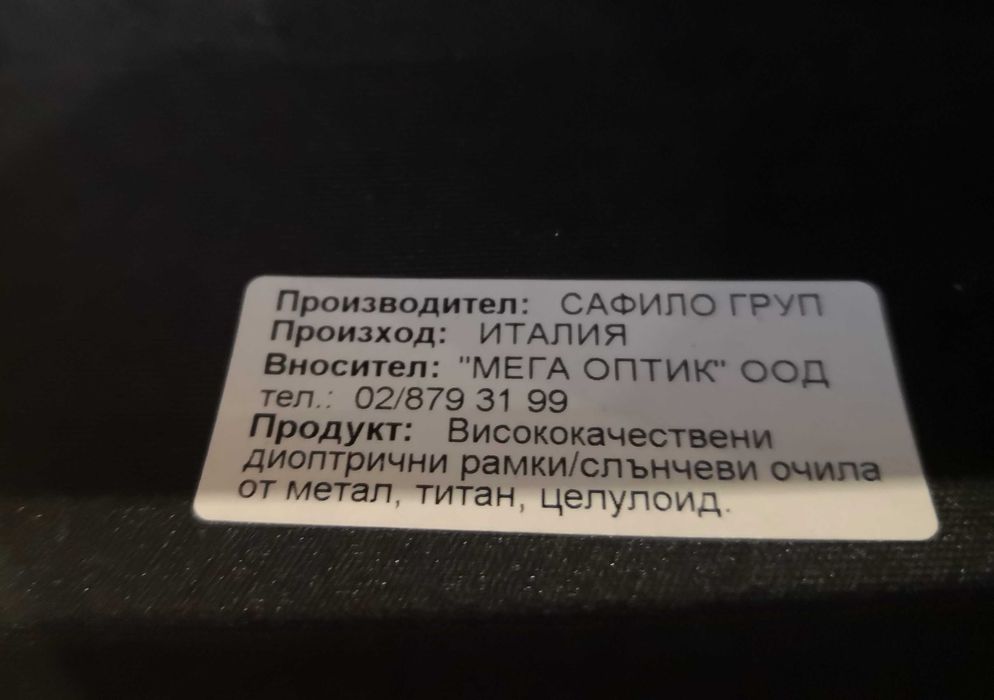 Производител: САФИЛО ГРУП
Произход: ИТАЛИЯ
Вносител: "МЕГА ОПТИК" ООД
тел.: 02/879 31 99
Продукт: Висококачествени
диоптрични рамки/слънчеви очила
от метал, титан, целулоид.